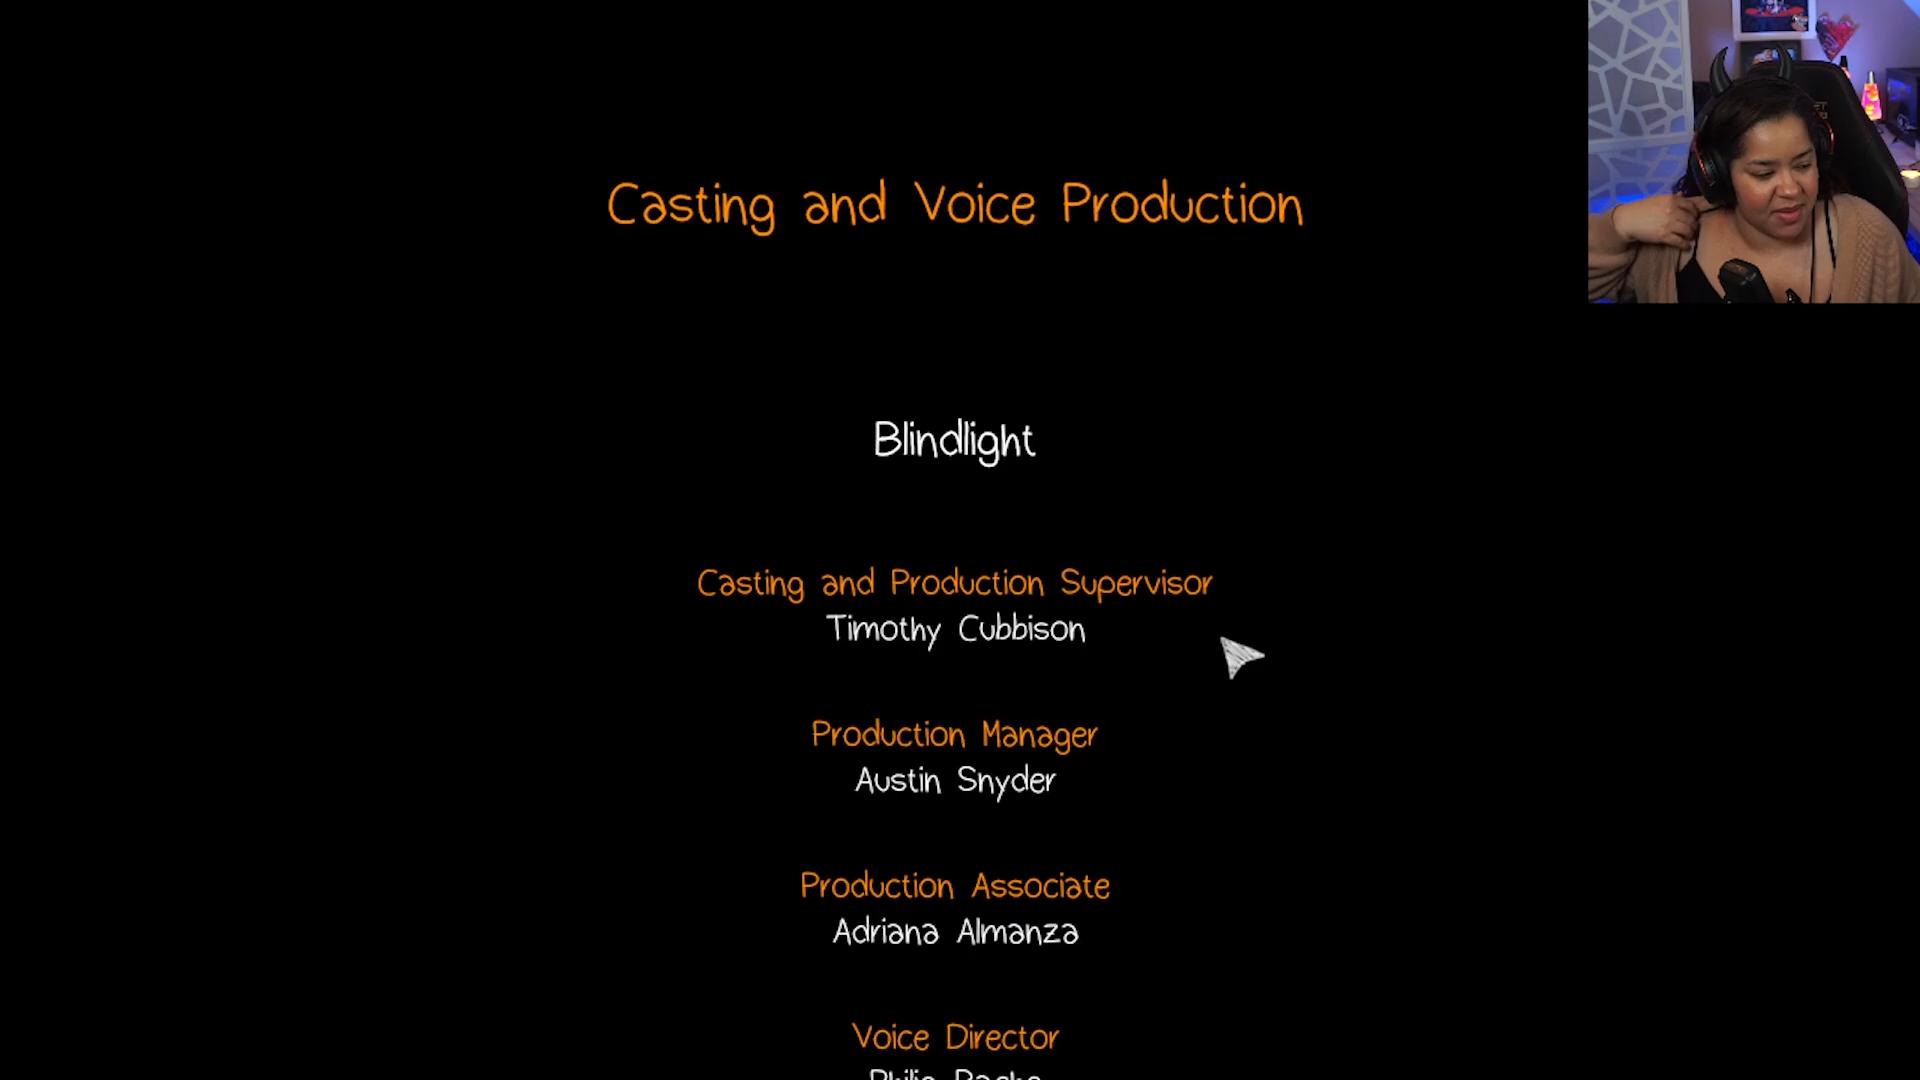 Casting and Voice Production
Blindlight
Casting and Production Supervisor
Timothy Cubbison
Production Manager
Austin Snyder
Production Associate
Adriana Almanza
Voice Director